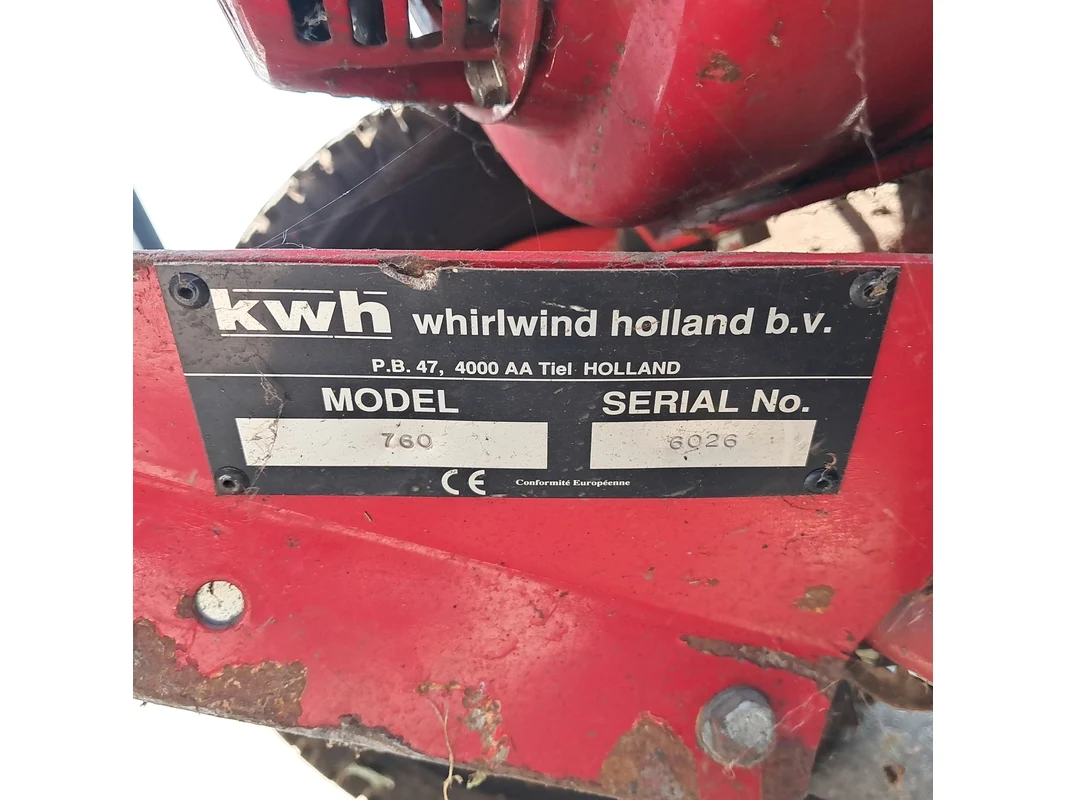 kwh whirlwind holland b.v.
P.B. 47, 4000 AA Tiel HOLLAND
MODEL SERIAL No.
760 6026
CE Conformité Européenne